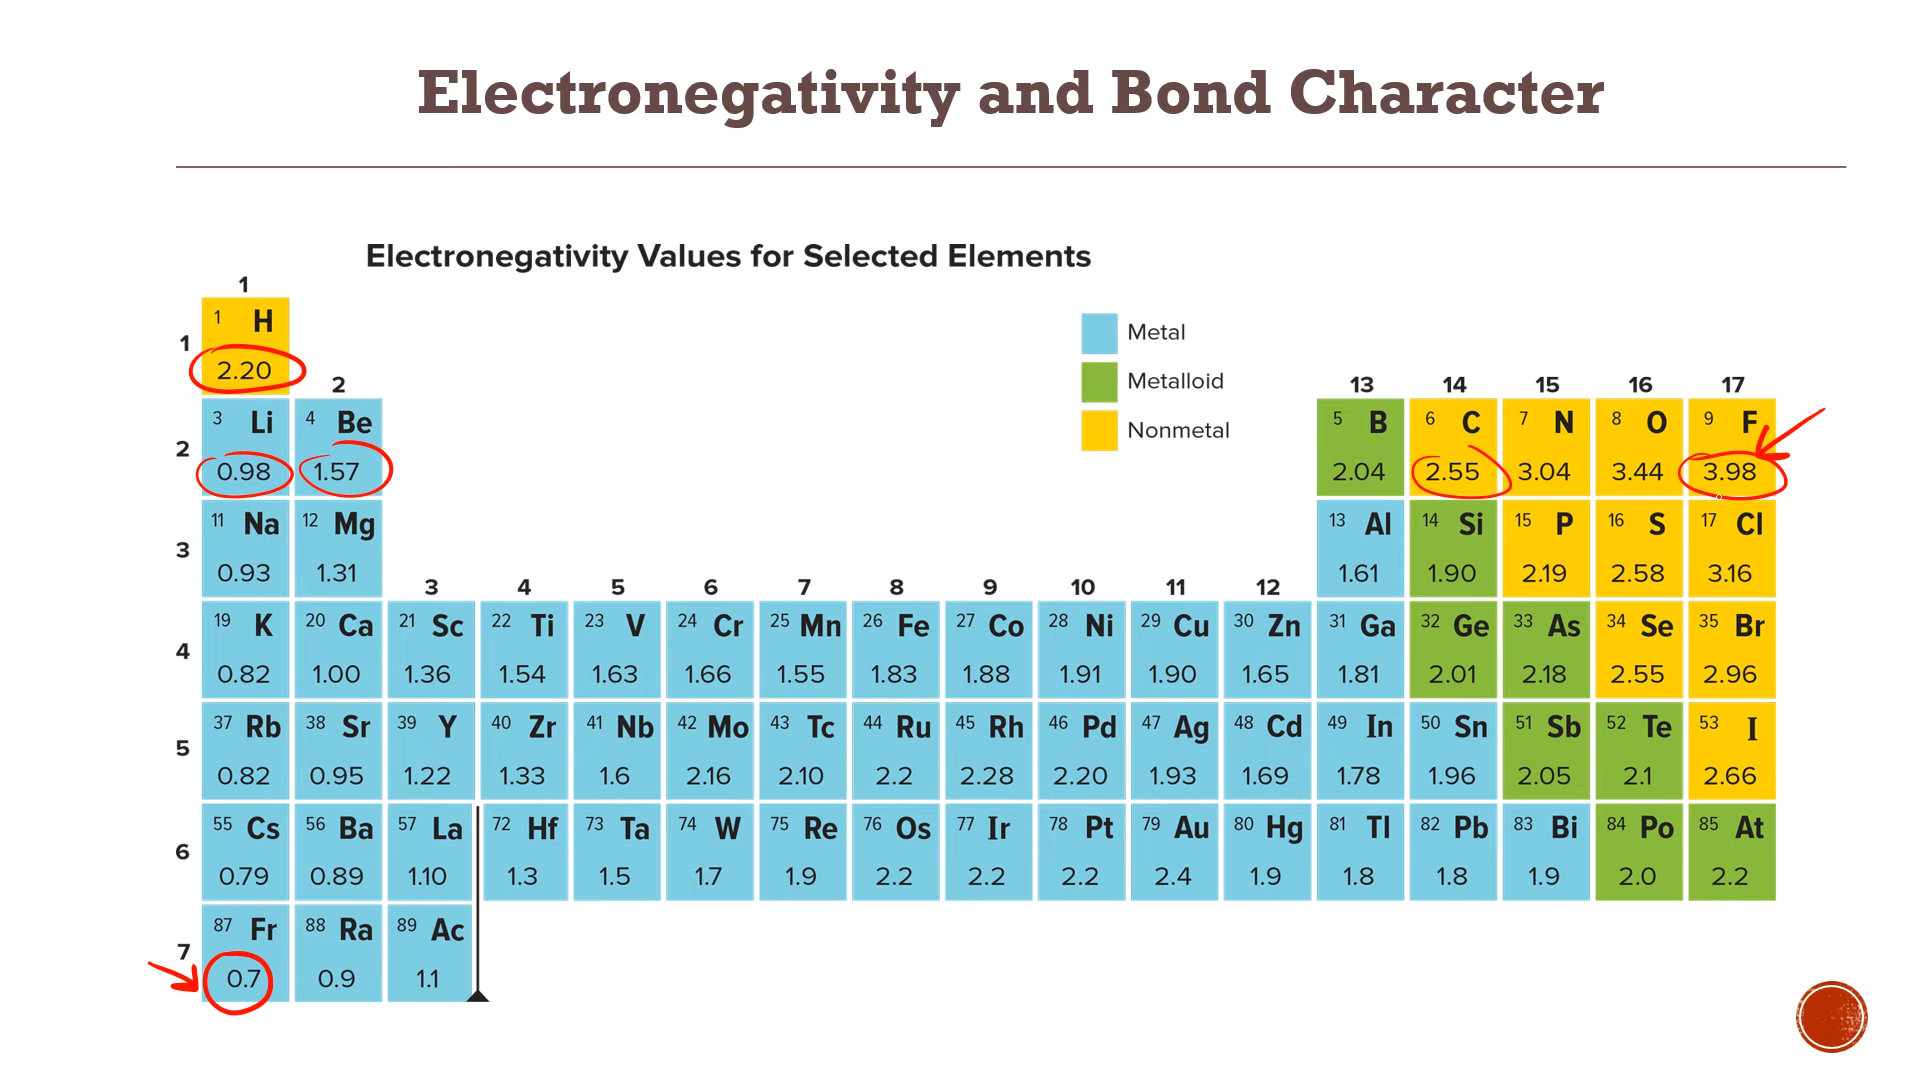 Electronegativity and Bond Character
Electronegativity Values for Selected Elements
1
1 H
2.20
1
2
Metal
Metalloid
Nonmetal
13 14 15 16 17
2
3 Li 4 Be 5 B 6 C 7 N 8 O 9 F
0.98 1.57 2.04 2.55 3.04 3.44 3.98
3
11 Na 12 Mg 13 Al 14 Si 15 P 16 S 17 Cl
0.93 1.31 1.61 1.90 2.19 2.58 3.16
3 4 5 6 7 8 9 10 11 12
4
19 K 20 Ca 21 Sc 22 Ti 23 V 24 Cr 25 Mn 26 Fe 27 Co 28 Ni 29 Cu 30 Zn 31 Ga 32 Ge 33 As 34 Se 35 Br
0.82 1.00 1.36 1.54 1.63 1.66 1.55 1.83 1.88 1.91 1.90 1.65 1.81 2.01 2.18 2.55 2.96
5
37 Rb 38 Sr 39 Y 40 Zr 41 Nb 42 Mo 43 Tc 44 Ru 45 Rh 46 Pd 47 Ag 48 Cd 49 In 50 Sn 51 Sb 52 Te 53 I
0.82 0.95 1.22 1.33 1.6 2.16 2.10 2.2 2.28 2.20 1.93 1.69 1.78 1.96 2.05 2.1 2.66
6
55 Cs 56 Ba 57 La 72 Hf 73 Ta 74 W 75 Re 76 Os 77 Ir 78 Pt 79 Au 80 Hg 81 Tl 82 Pb 83 Bi 84 Po 85 At
0.79 0.89 1.10 1.3 1.5 1.7 1.9 2.2 2.2 2.2 2.4 1.9 1.8 1.8 1.9 2.0 2.2
7
87 Fr 88 Ra 89 Ac
0.7 0.9 1.1